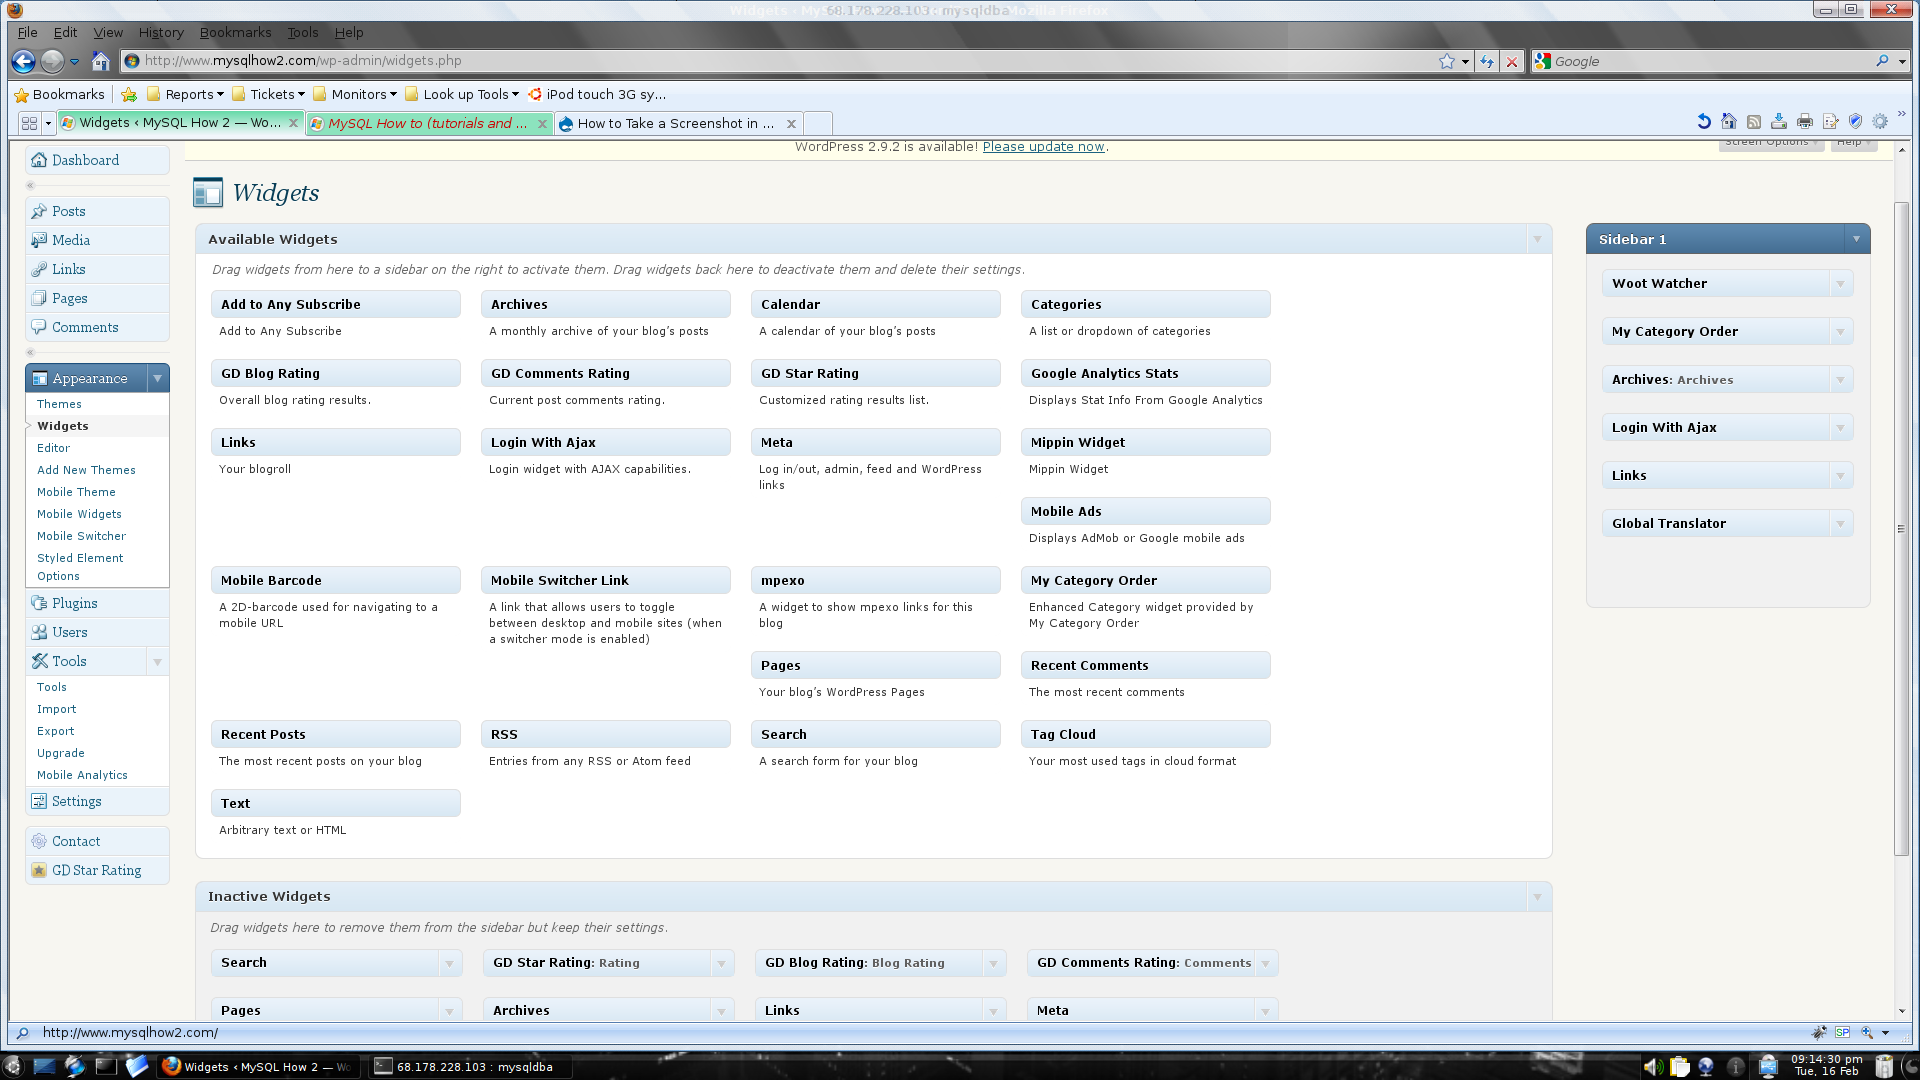 68.178.228.103 : mysqldba
File Edit View History Bookmarks Tools Help
http://www.mysqlhow2.com/wp-admin/widgets.php
Google
Bookmarks Reports Tickets Monitors Look up Tools iPod touch 3G sy...
Widgets ‹ MySQL How 2 — Wo...
MySQL How to (tutorials and ...
How to Take a Screenshot in ...
WordPress 2.9.2 is available! Please update now.
Screen Options
Help
Dashboard
Posts
Media
Links
Pages
Comments
Appearance
Themes
Widgets
Editor
Add New Themes
Mobile Theme
Mobile Widgets
Mobile Switcher
Styled Element
Options
Plugins
Users
Tools
Tools
Import
Export
Upgrade
Mobile Analytics
Settings
Contact
GD Star Rating
Widgets
Available Widgets
Drag widgets from here to a sidebar on the right to activate them. Drag widgets back here to deactivate them and delete their settings.
Add to Any Subscribe
Add to Any Subscribe
Archives
A monthly archive of your blog's posts
Calendar
A calendar of your blog's posts
Categories
A list or dropdown of categories
GD Blog Rating
Overall blog rating results.
GD Comments Rating
Current post comments rating.
GD Star Rating
Customized rating results list.
Google Analytics Stats
Displays Stat Info From Google Analytics
Links
Your blogroll
Login With Ajax
Login widget with AJAX capabilities.
Meta
Log in/out, admin, feed and WordPress
links
Mippin Widget
Mippin Widget
Mobile Ads
Displays AdMob or Google mobile ads
Mobile Barcode
A 2D-barcode used for navigating to a
mobile URL
Mobile Switcher Link
A link that allows users to toggle
between desktop and mobile sites (when
a switcher mode is enabled)
mpexo
A widget to show mpexo links for this
blog
My Category Order
Enhanced Category widget provided by
My Category Order
Pages
Your blog's WordPress Pages
Recent Comments
The most recent comments
Recent Posts
The most recent posts on your blog
RSS
Entries from any RSS or Atom feed
Search
A search form for your blog
Tag Cloud
Your most used tags in cloud format
Text
Arbitrary text or HTML
Inactive Widgets
Drag widgets here to remove them from the sidebar but keep their settings.
Search
GD Star Rating: Rating
GD Blog Rating: Blog Rating
GD Comments Rating: Comments
Pages
Archives
Links
Meta
Sidebar 1
Woot Watcher
My Category Order
Archives: Archives
Login With Ajax
Links
Global Translator
http://www.mysqlhow2.com/
SP
Widgets ‹ MySQL How 2 — Wo
68.178.228.103 : mysqldba
09:14:30 pm
Tue, 16 Feb